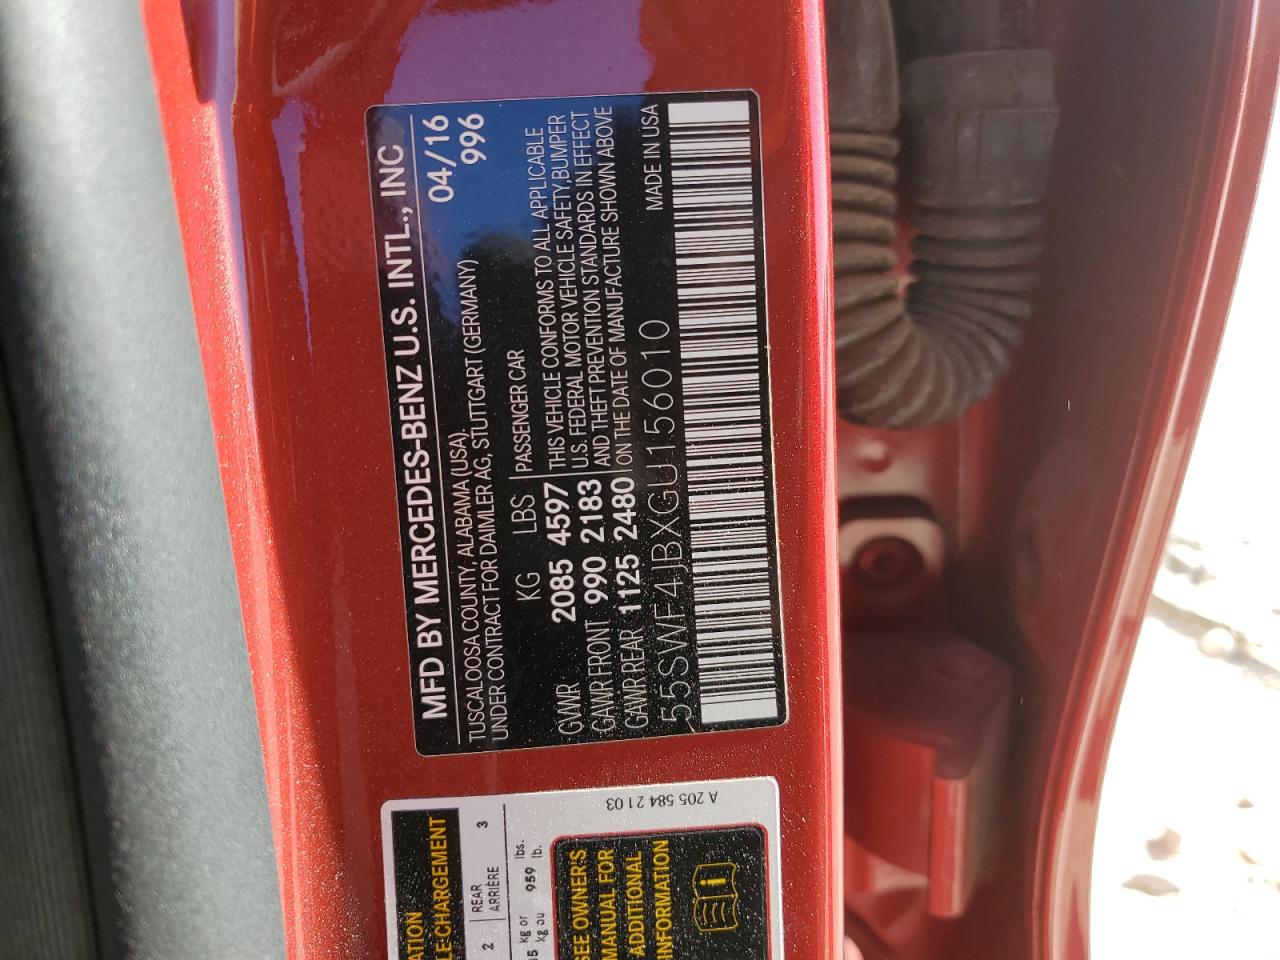 MFD BY MERCEDES-BENZ U.S. INTL., INC
TUSCALOOSA COUNTY, ALABAMA (USA) 04/16
UNDER CONTRACT FOR DAIMLER AG, STUTTGART (GERMANY) 996
KG LBS PASSENGER CAR
GVWR 2085 4597 THIS VEHICLE CONFORMS TO ALL APPLICABLE
GAWR FRONT 990 2183 U.S. FEDERAL MOTOR VEHICLE SAFETY, BUMPER
GAWR REAR 1125 2480 AND THEFT PREVENTION STANDARDS IN EFFECT
ON THE DATE OF MANUFACTURE SHOWN ABOVE
55SWF4JBXGU156010 MADE IN USA
2 REAR 3
ARRIÈRE
kg or 959 lbs.
kg ou lb.
SEE OWNER'S
MANUAL FOR
ADDITIONAL
INFORMATION
A 205 584 21 03